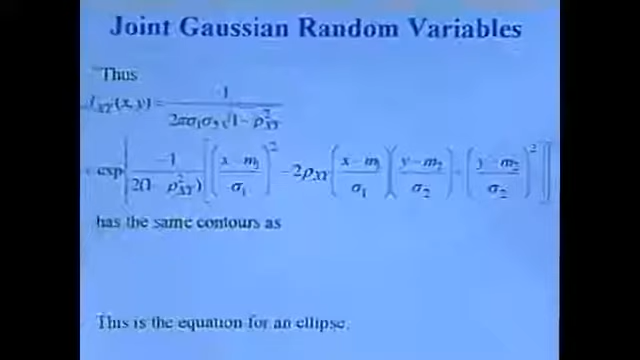 Joint Gaussian Random Variables
Thus
f_XY(x, y) = 1 / (2πσ₁σ₂√(1 − ρ²_XY))
exp[ −1 / (2(1 − ρ²_XY)) [ ((x − m₁)/σ₁)² − 2ρ_XY ((x − m₁)/σ₁) ((y − m₂)/σ₂) + ((y − m₂)/σ₂)² ] ]
has the same contours as
This is the equation for an ellipse.